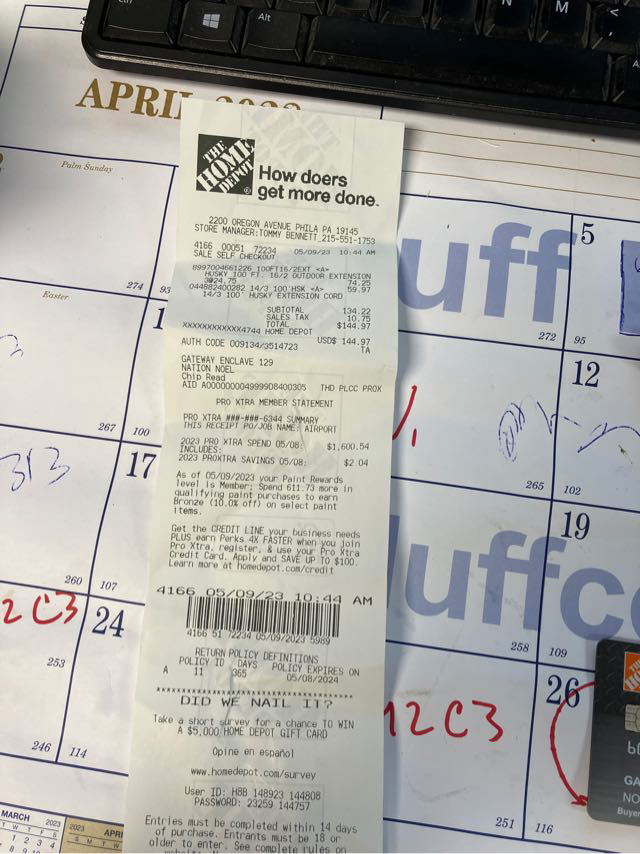 Ctrl
Alt
N
M
<
,
APRIL 2023
Palm Sunday
274
Easter
267
100
313
17
260
107
2C3
24
253
246
114
MARCH 2023
2023 APRI
THE HOME DEPOT
How doers
get more done.
2200 OREGON AVENUE PHILA PA 19145
STORE MANAGER:TOMMY BENNETT 215-551-1753
4166 00051 72234 05/09/23 10:44 AM
SALE SELF CHECKOUT
8997004661226 100FT16/2EXT <A>
HUSKY 100 FT. 16/2 OUTDOOR EXTENSION
3@24.75 74.25
044882400282 14/3 100'HSK <A> 59.97
14/3 100' HUSKY EXTENSION CORD
SUBTOTAL 134.22
SALES TAX 10.75
TOTAL $144.97
XXXXXXXXXXXX4744 HOME DEPOT
USD$ 144.97
AUTH CODE 009134/3514723 TA
GATEWAY ENCLAVE 129
NATION NOEL
Chip Read
AID A0000000049999D8400305 THD PLCC PROX
PRO XTRA MEMBER STATEMENT
PRO XTRA ###-###-6344 SUMMARY
THIS RECEIPT PO/JOB NAME: AIRPORT
2023 PRO XTRA SPEND 05/08: $1,600.54
INCLUDES:
2023 PROXTRA SAVINGS 05/08: $2.04
As of 05/09/2023 your Paint Rewards
level is Member; Spend 611.73 more in
qualifying paint purchases to earn
Bronze (10.0% off) on select paint
items.
Get the CREDIT LINE your business needs
PLUS earn Perks 4X FASTER when you join
Pro Xtra, register, & use your Pro Xtra
Credit Card. Apply and SAVE UP TO $100.
Learn more at homedepot.com/credit
4166 05/09/23 10:44 AM
4166 51 72234 05/09/2023 5989
RETURN POLICY DEFINITIONS
POLICY ID DAYS POLICY EXPIRES ON
A 11 365 05/08/2024
DID WE NAIL IT?
Take a short survey for a chance TO WIN
A $5,000 HOME DEPOT GIFT CARD
Opine en español
www.homedepot.com/survey
User ID: H8B 148923 144808
PASSWORD: 23259 144757
Entries must be completed within 14 days
of purchase. Entrants must be 18 or
older to enter. See complete rules on
uff
272
5
95
12
265
102
uffc
19
258
109
12C3
26
251
116
GA
NO
Buyer